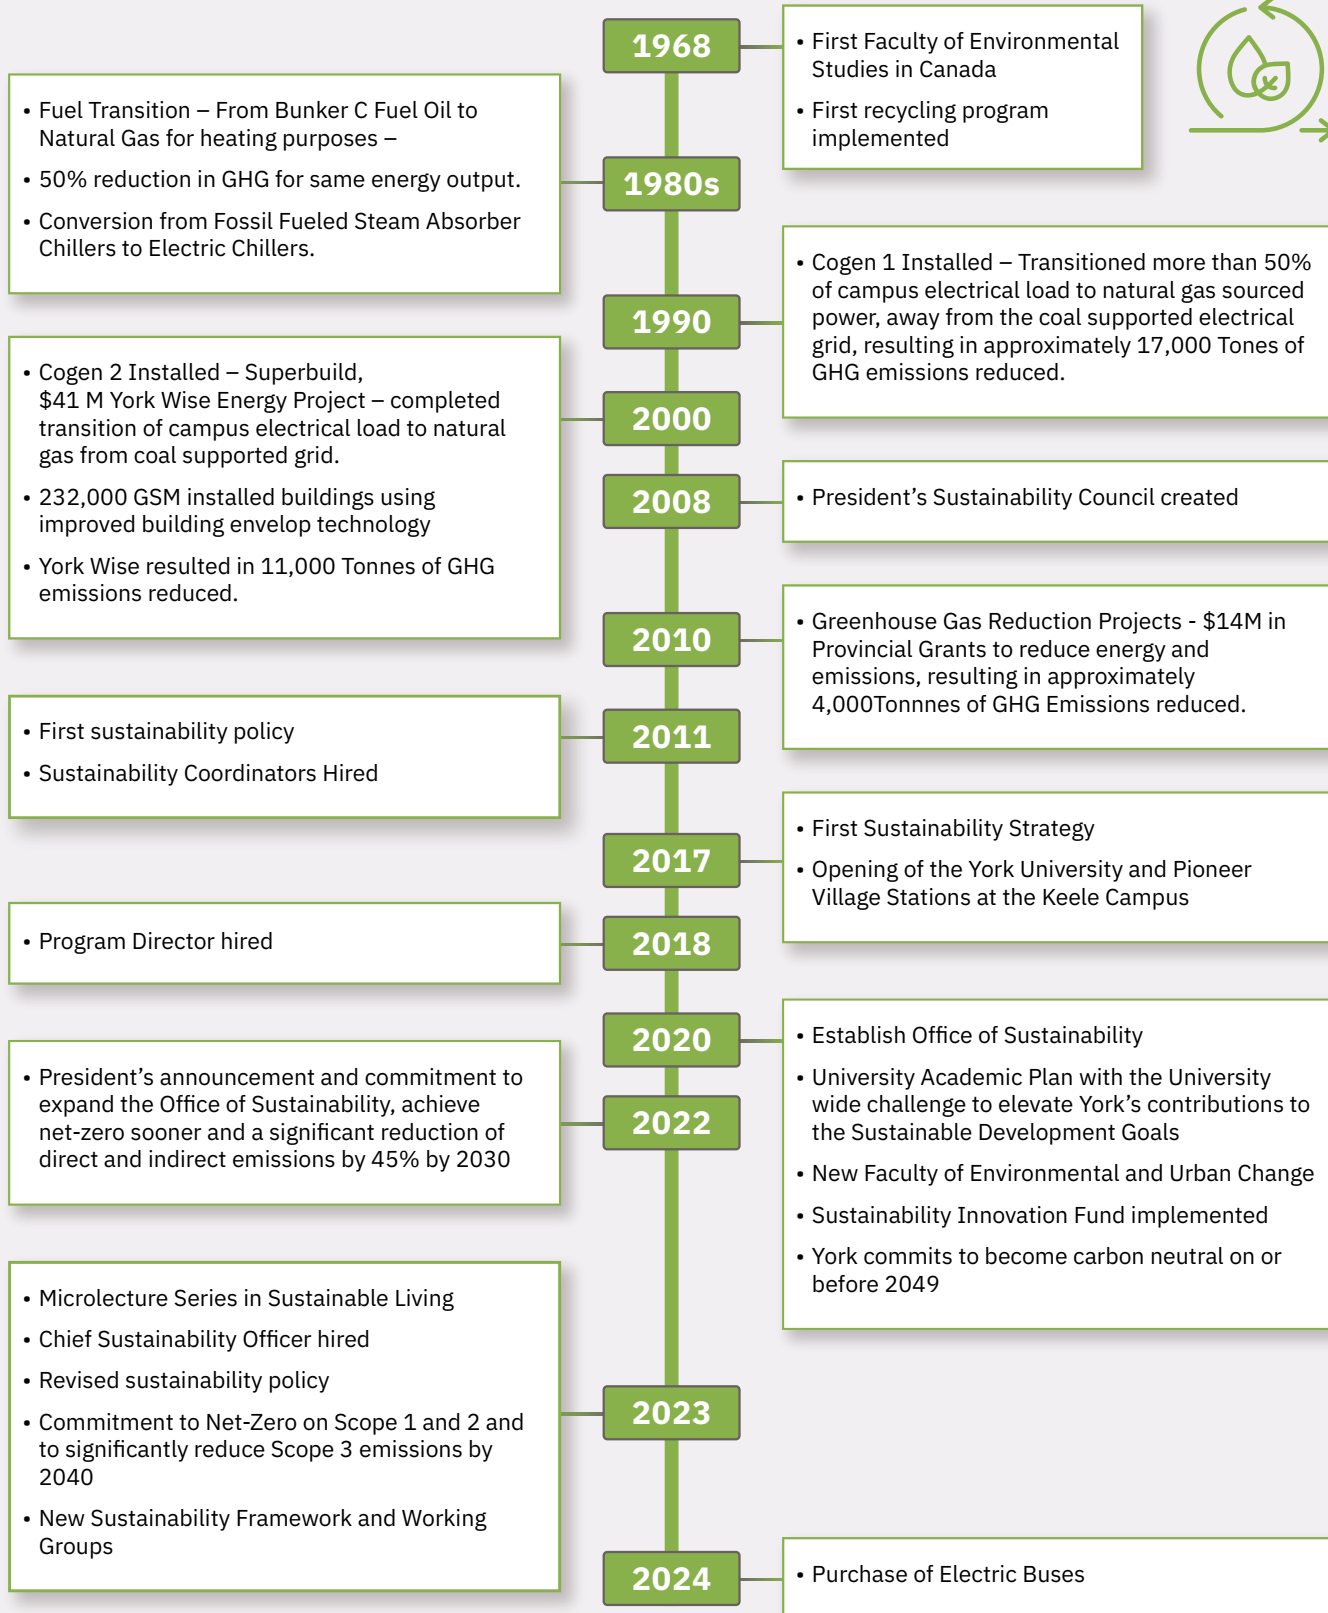 1968
• First Faculty of Environmental
Studies in Canada
• First recycling program
implemented
1980s
• Fuel Transition – From Bunker C Fuel Oil to
Natural Gas for heating purposes –
• 50% reduction in GHG for same energy output.
• Conversion from Fossil Fueled Steam Absorber
Chillers to Electric Chillers.
1990
• Cogen 1 Installed – Transitioned more than 50%
of campus electrical load to natural gas sourced
power, away from the coal supported electrical
grid, resulting in approximately 17,000 Tones of
GHG emissions reduced.
2000
• Cogen 2 Installed – Superbuild,
$41 M York Wise Energy Project – completed
transition of campus electrical load to natural
gas from coal supported grid.
• 232,000 GSM installed buildings using
improved building envelop technology
• York Wise resulted in 11,000 Tonnes of GHG
emissions reduced.
2008
• President’s Sustainability Council created
2010
• Greenhouse Gas Reduction Projects - $14M in
Provincial Grants to reduce energy and
emissions, resulting in approximately
4,000Tonnnes of GHG Emissions reduced.
2011
• First sustainability policy
• Sustainability Coordinators Hired
2017
• First Sustainability Strategy
• Opening of the York University and Pioneer
Village Stations at the Keele Campus
2018
• Program Director hired
2020
• Establish Office of Sustainability
• University Academic Plan with the University
wide challenge to elevate York’s contributions to
the Sustainable Development Goals
• New Faculty of Environmental and Urban Change
• Sustainability Innovation Fund implemented
• York commits to become carbon neutral on or
before 2049
2022
• President’s announcement and commitment to
expand the Office of Sustainability, achieve
net-zero sooner and a significant reduction of
direct and indirect emissions by 45% by 2030
2023
• Microlecture Series in Sustainable Living
• Chief Sustainability Officer hired
• Revised sustainability policy
• Commitment to Net-Zero on Scope 1 and 2 and
to significantly reduce Scope 3 emissions by
2040
• New Sustainability Framework and Working
Groups
2024
• Purchase of Electric Buses